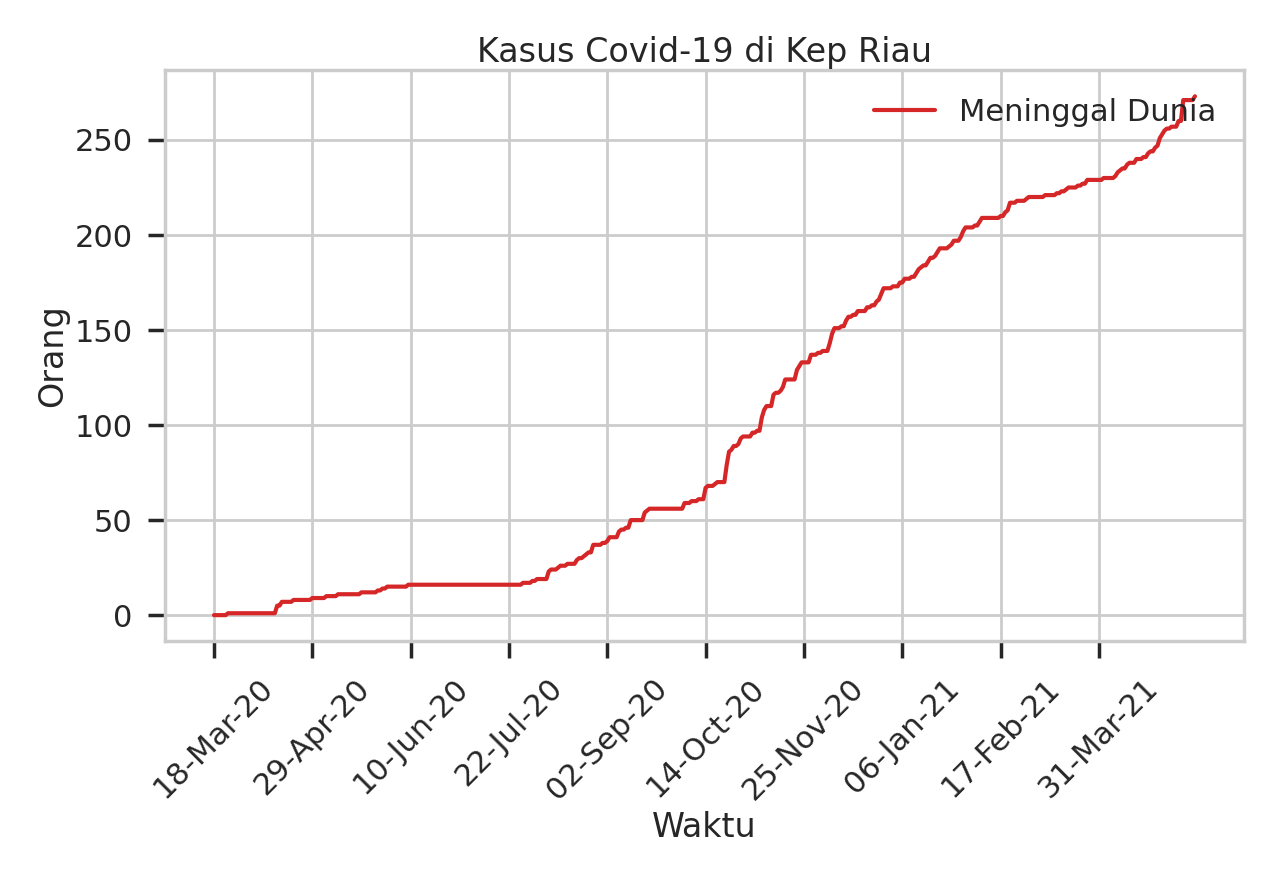 Kasus Covid-19 di Kep Riau
Meninggal Dunia
250
200
150
100
50
0
Orang
18-Mar-20
29-Apr-20
10-Jun-20
22-Jul-20
02-Sep-20
14-Oct-20
25-Nov-20
06-Jan-21
17-Feb-21
31-Mar-21
Waktu